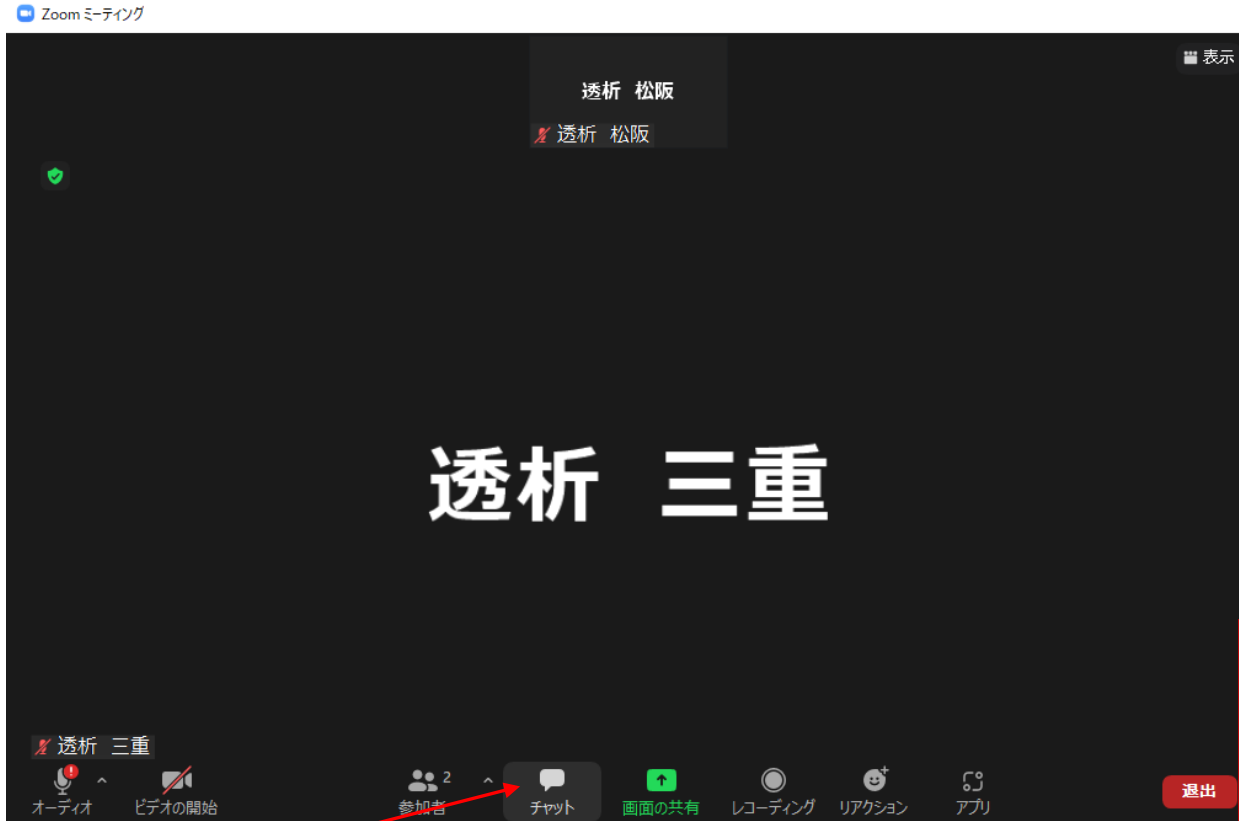 Zoom ミーティング
表示
透析 松阪
透析 松阪
透析 三重
透析 三重
オーディオ
ビデオの開始
2
参加者
チャット
画面の共有
レコーディング
リアクション
アプリ
退出